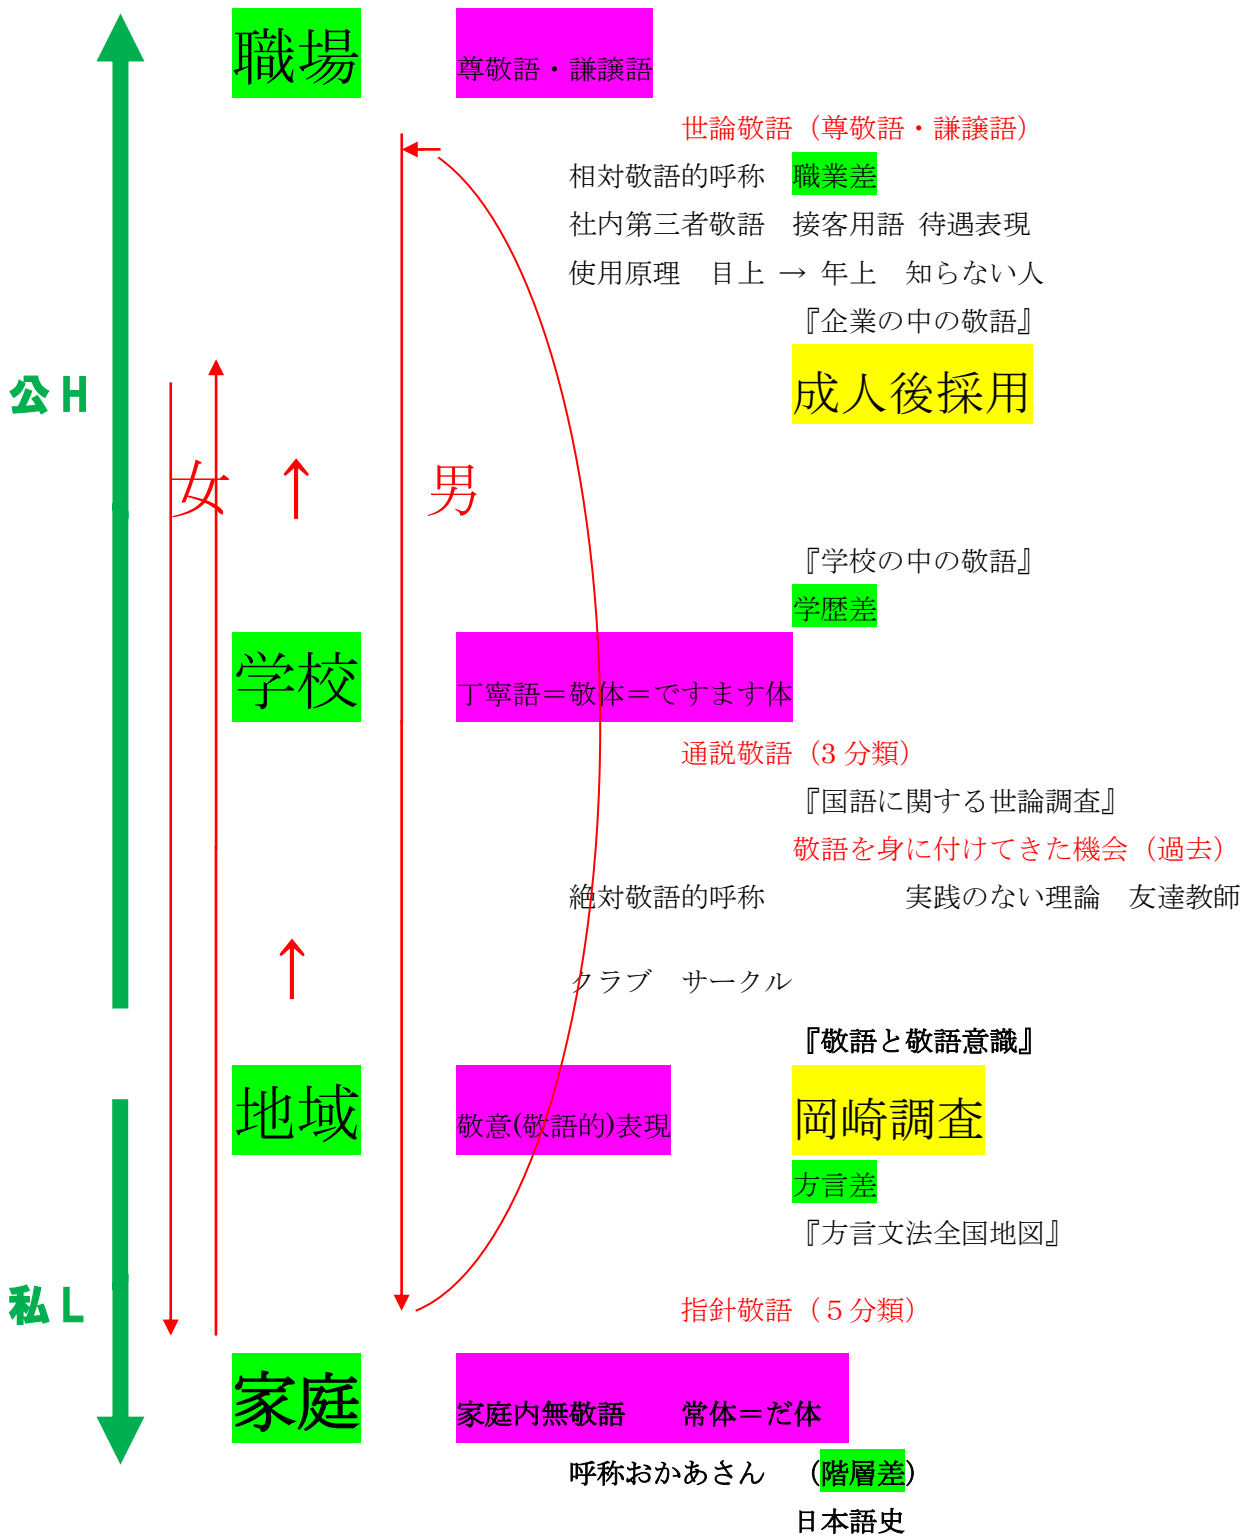 職場 尊敬語・謙譲語
世論敬語（尊敬語・謙譲語）
相対敬語的呼称 職業差
社内第三者敬語 接客用語 待遇表現
使用原理 目上 → 年上 知らない人
『企業の中の敬語』
公H 成人後採用
女 ↑ 男
『学校の中の敬語』
学歴差
学校 丁寧語＝敬体＝ですます体
通説敬語（3分類）
『国語に関する世論調査』
敬語を身に付けてきた機会（過去）
絶対敬語的呼称 実践のない理論 友達教師
↑ クラブ サークル
『敬語と敬語意識』
地域 敬意(敬語的)表現 岡崎調査
方言差
『方言文法全国地図』
私L 指針敬語（５分類）
家庭 家庭内無敬語 常体＝だ体
呼称おかあさん （階層差）
日本語史